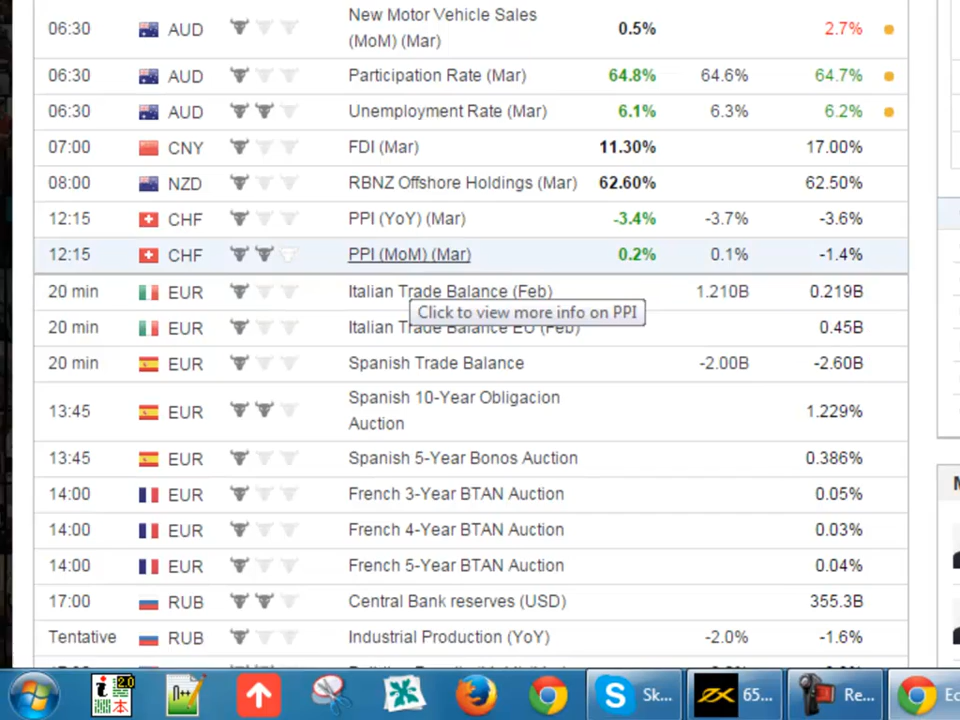 New Motor Vehicle Sales
06:30 AUD (MoM) (Mar) 0.5% 2.7%
06:30 AUD Participation Rate (Mar) 64.8% 64.6% 64.7%
06:30 AUD Unemployment Rate (Mar) 6.1% 6.3% 6.2%
07:00 CNY FDI (Mar) 11.30% 17.00%
08:00 NZD RBNZ Offshore Holdings (Mar) 62.60% 62.50%
12:15 CHF PPI (YoY) (Mar) -3.4% -3.7% -3.6%
12:15 CHF PPI (MoM) (Mar) 0.2% 0.1% -1.4%
20 min EUR Italian Trade Balance (Feb) 1.210B 0.219B
Click to view more info on PPI
20 min EUR Italian Trade Balance EU (Feb) 0.45B
20 min EUR Spanish Trade Balance -2.00B -2.60B
13:45 EUR Spanish 10-Year Obligacion
Auction 1.229%
13:45 EUR Spanish 5-Year Bonos Auction 0.386%
14:00 EUR French 3-Year BTAN Auction 0.05%
14:00 EUR French 4-Year BTAN Auction 0.03%
14:00 EUR French 5-Year BTAN Auction 0.04%
17:00 RUB Central Bank reserves (USD) 355.3B
Tentative RUB Industrial Production (YoY) -2.0% -1.6%
2.0
n++
S Sk... 65... Re... Ec